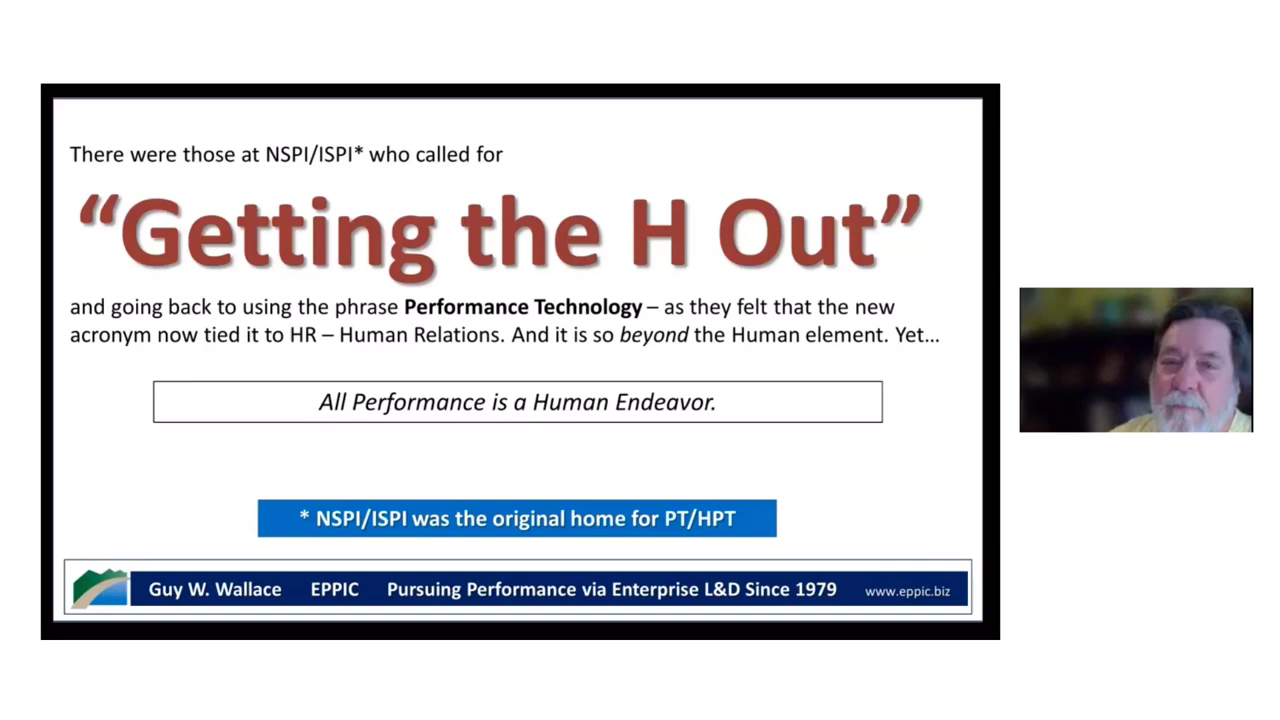 There were those at NSPI/ISPI* who called for
“Getting the H Out”
and going back to using the phrase Performance Technology – as they felt that the new
acronym now tied it to HR – Human Relations. And it is so beyond the Human element. Yet…
All Performance is a Human Endeavor.
* NSPI/ISPI was the original home for PT/HPT
Guy W. Wallace EPPIC Pursuing Performance via Enterprise L&D Since 1979 www.eppic.biz